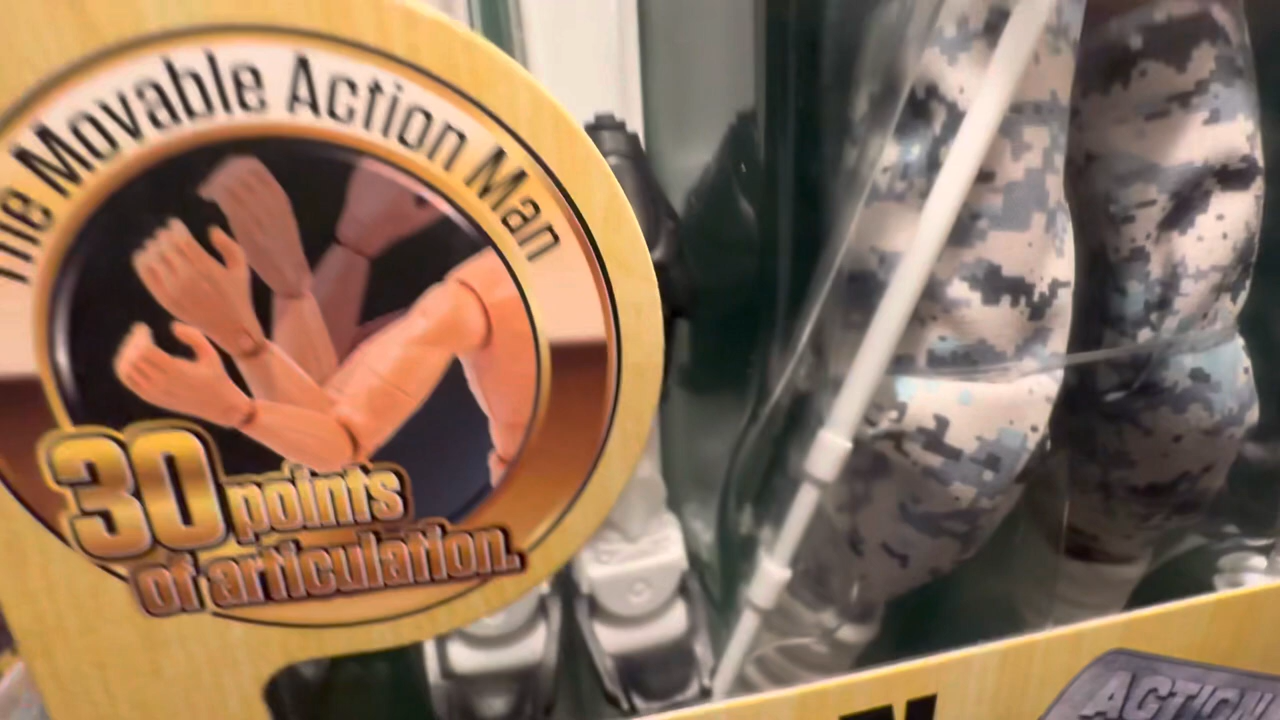 The Movable Action Man
30 points
of articulation.
N
ACTION